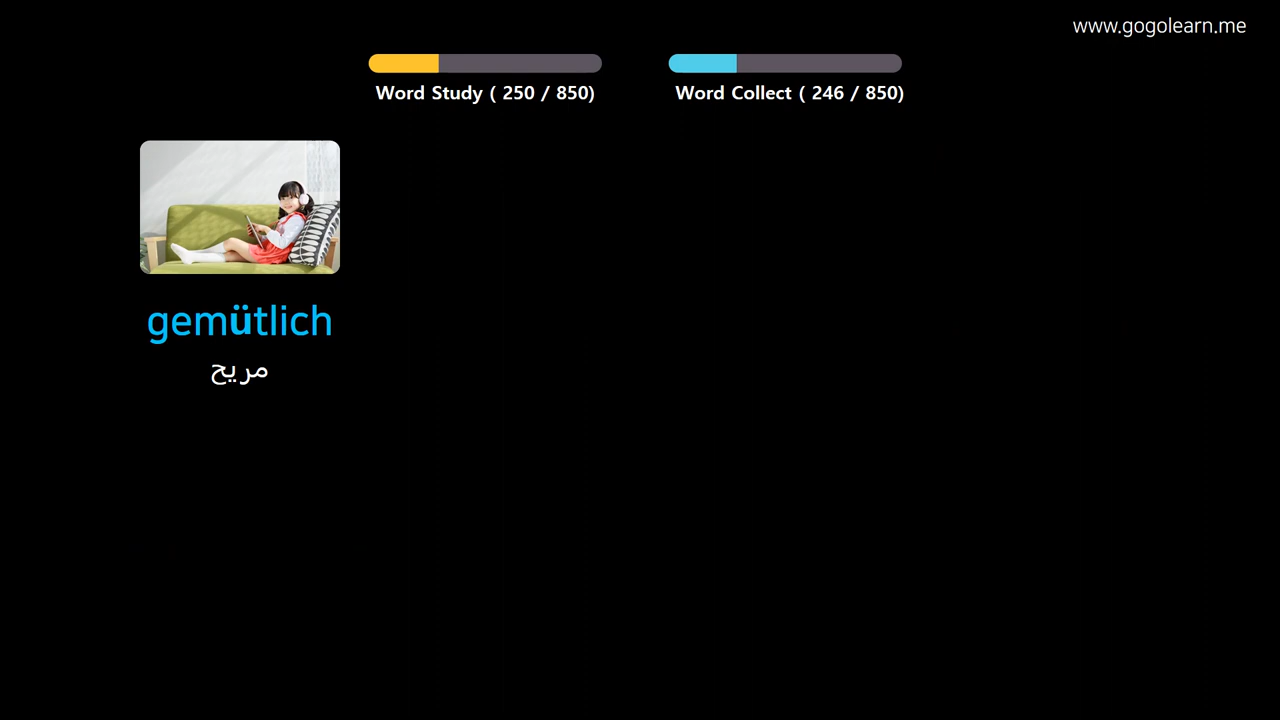 www.gogolearn.me
Word Study ( 250 / 850)
Word Collect ( 246 / 850)
gemütlich
مريح